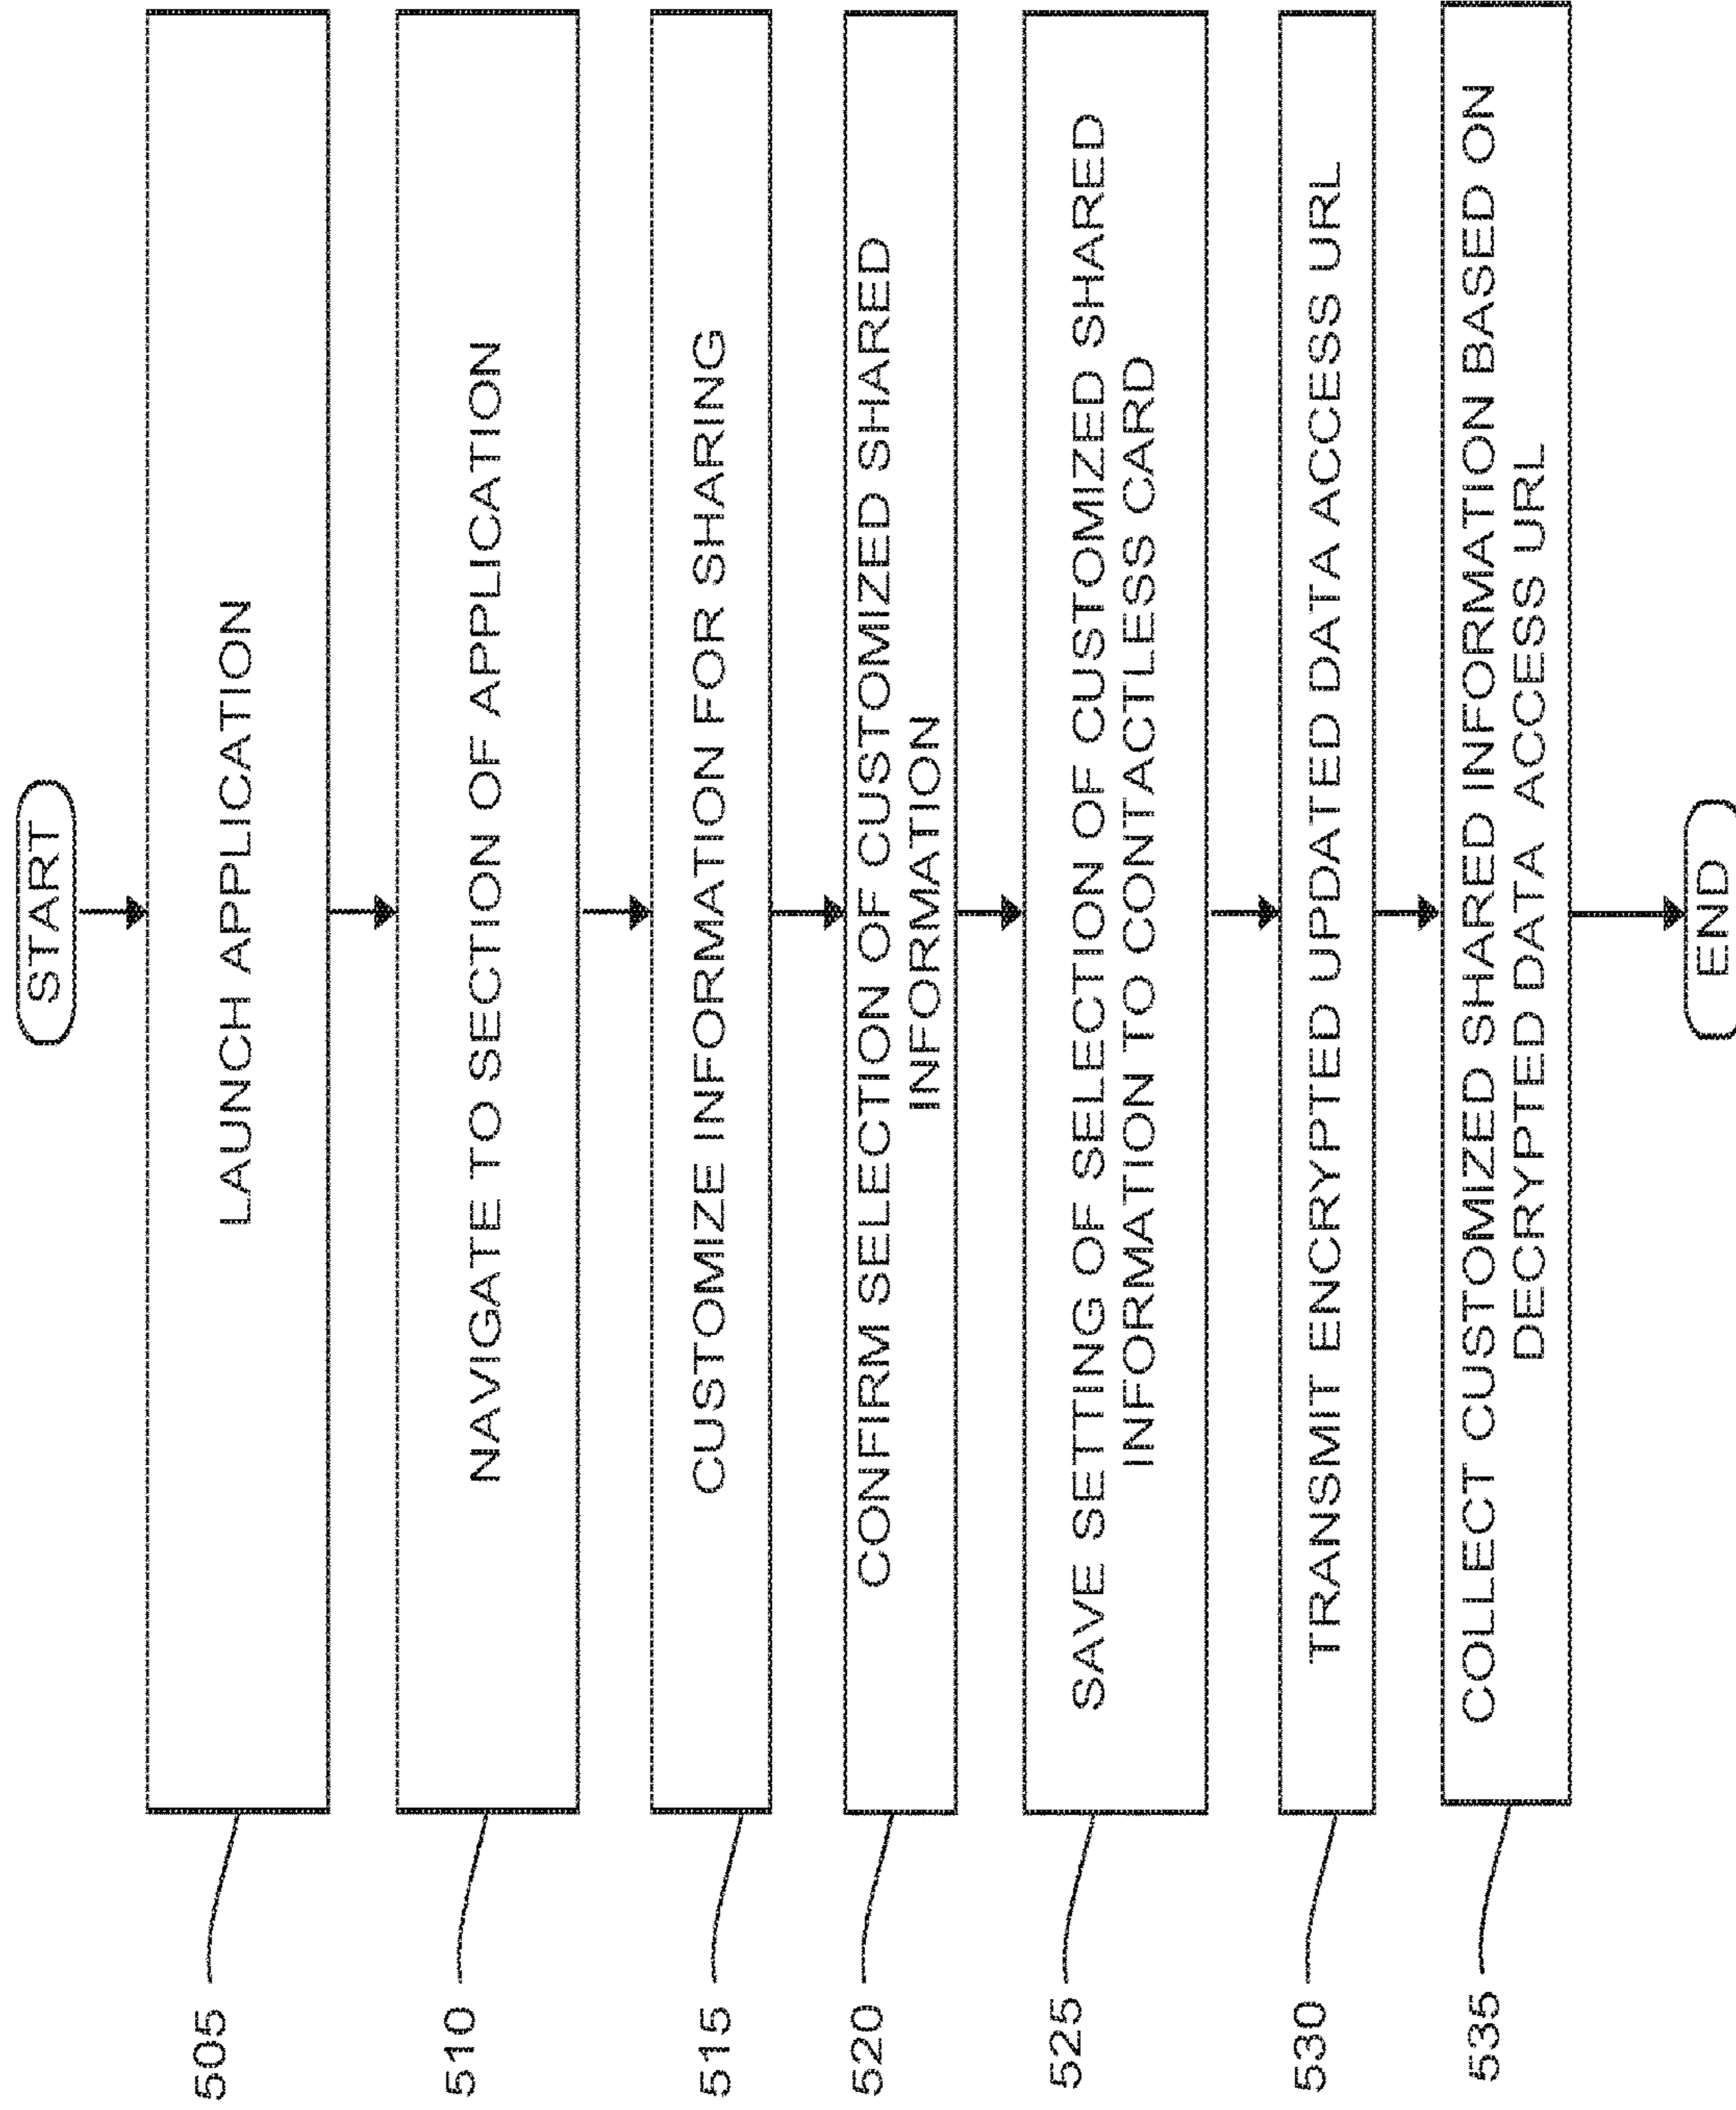 START
505
LAUNCH APPLICATION
510
NAVIGATE TO SECTION OF APPLICATION
515
CUSTOMIZE INFORMATION FOR SHARING
520
CONFIRM SELECTION OF CUSTOMIZED SHARED
INFORMATION
525
SAVE SETTING OF SELECTION OF CUSTOMIZED SHARED
INFORMATION TO CONTACTLESS CARD
530
TRANSMIT ENCRYPTED UPDATED DATA ACCESS URL
535
COLLECT CUSTOMIZED SHARED INFORMATION BASED ON
DECRYPTED DATA ACCESS URL
END